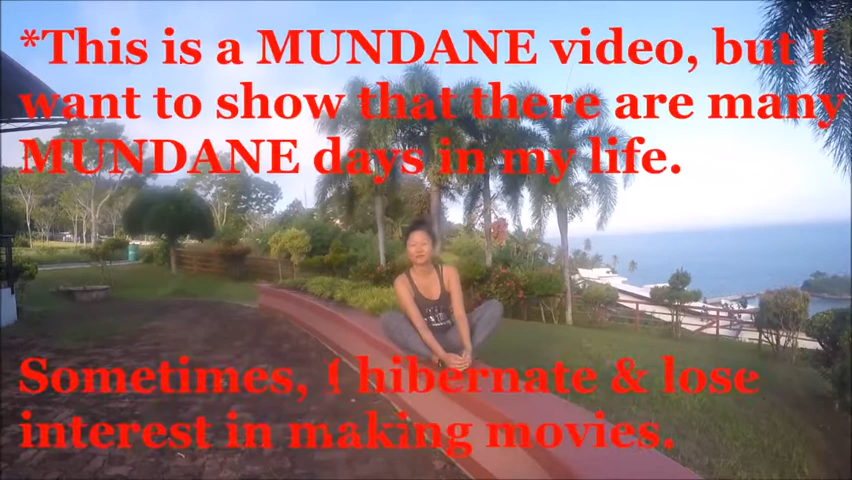 *This is a MUNDANE video, but I
want to show that there are many
MUNDANE days in my life.
Sometimes, I hibernate & lose
interest in making movies.